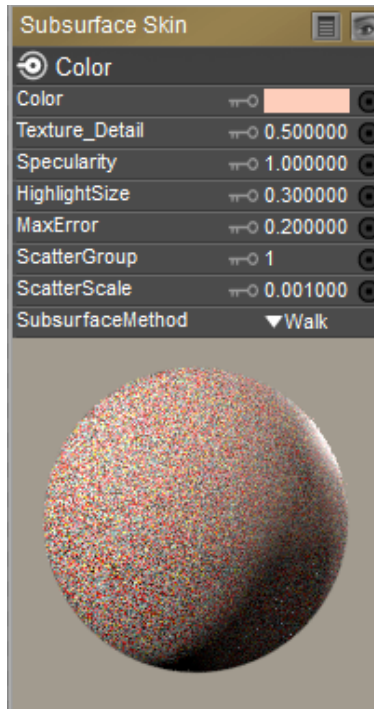 Subsurface Skin
Color
Color
Texture_Detail 0.500000
Specularity 1.000000
HighlightSize 0.300000
MaxError 0.200000
ScatterGroup 1
ScatterScale 0.001000
SubsurfaceMethod Walk